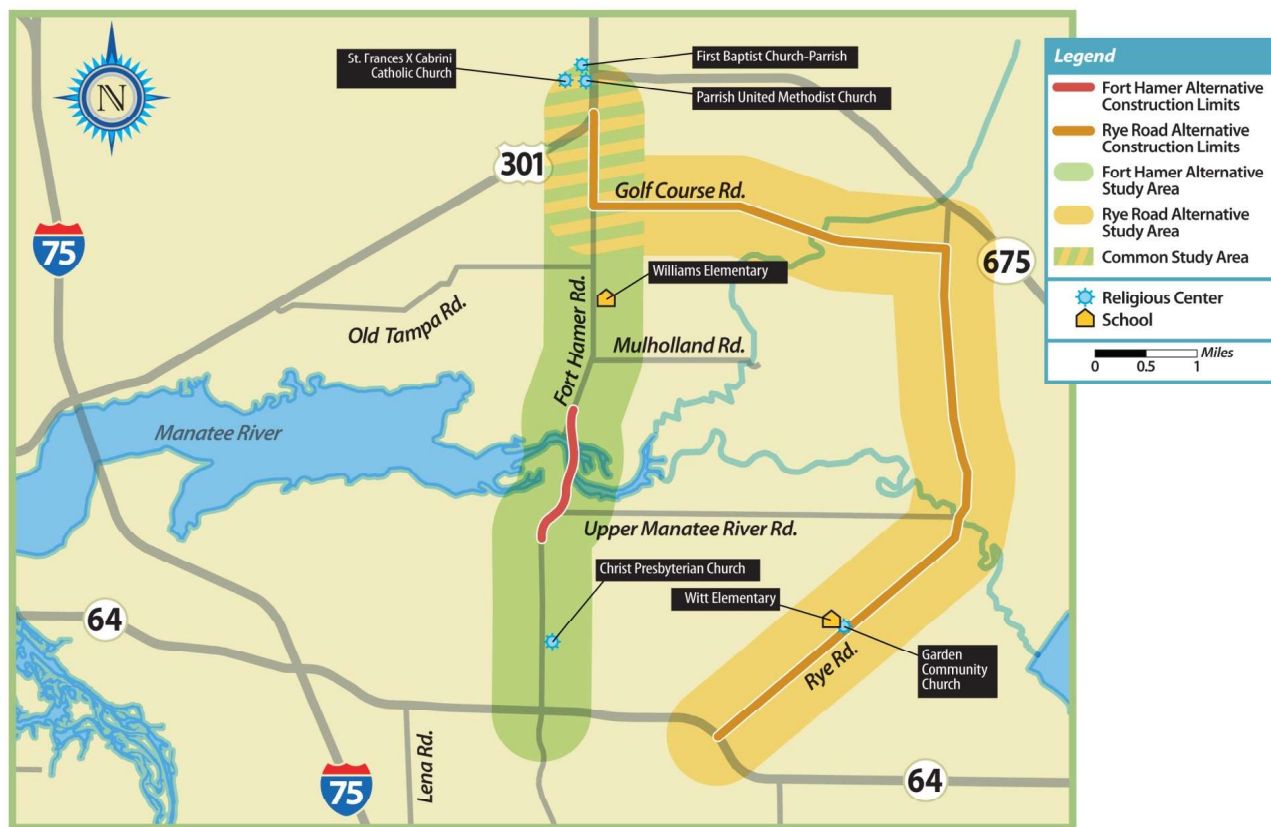 N
St. Frances X Cabrini
Catholic Church
First Baptist Church-Parrish
Parrish United Methodist Church
301
Golf Course Rd.
75
675
Williams Elementary
Old Tampa Rd.
Fort Hamer Rd.
Mulholland Rd.
Manatee River
Upper Manatee River Rd.
Christ Presbyterian Church
Witt Elementary
64
Garden
Community
Church
Rye Rd.
Lena Rd.
75
64
Legend
Fort Hamer Alternative
Construction Limits
Rye Road Alternative
Construction Limits
Fort Hamer Alternative
Study Area
Rye Road Alternative
Study Area
Common Study Area
Religious Center
School
0 0.5 1 Miles